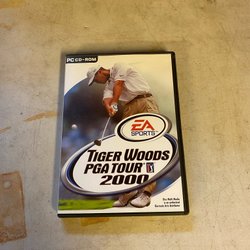 PC CD-ROM
EA
SPORTS
TIGER WOODS
PGA TOUR
2000